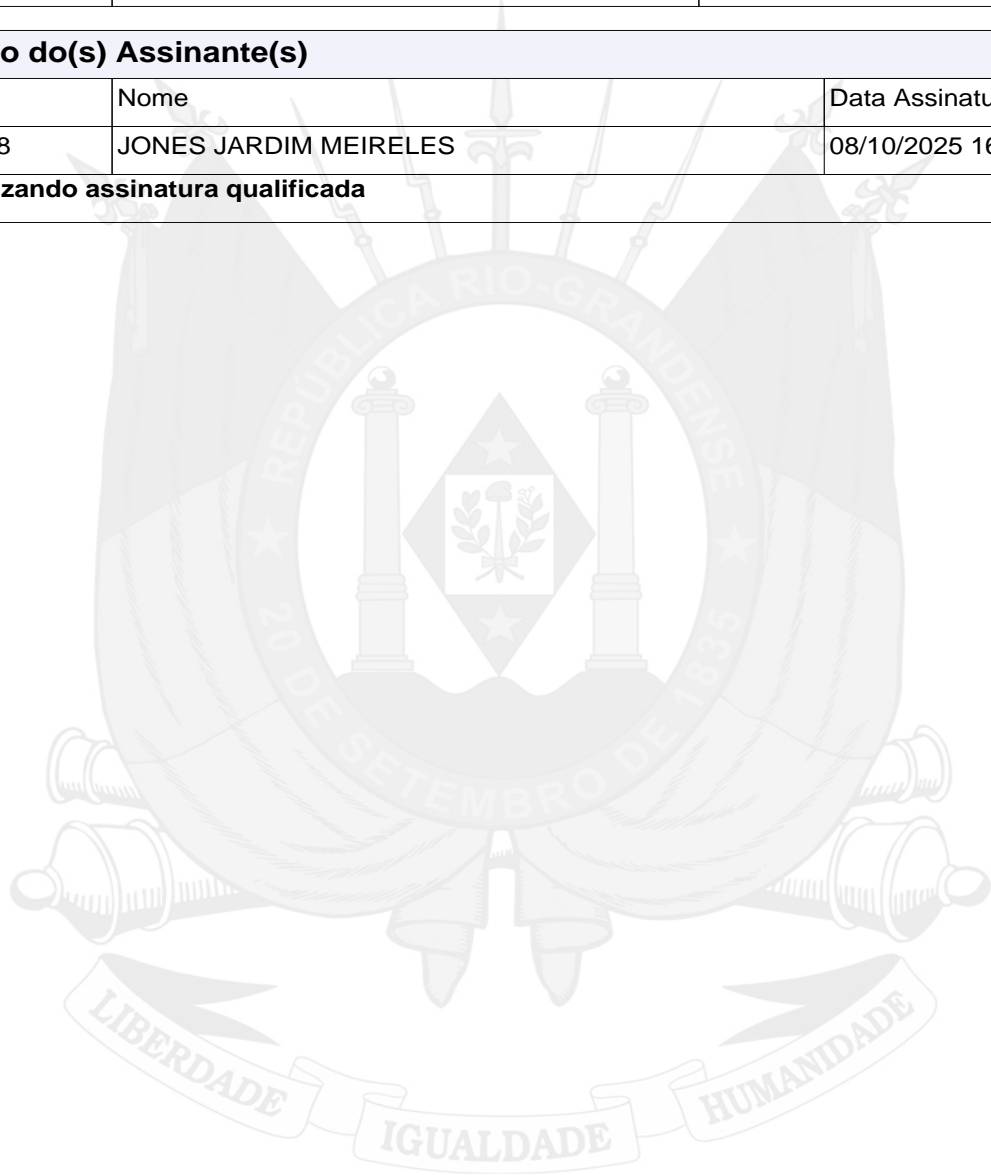 o do(s) Assinante(s)
Nome Data Assinatu
8 JONES JARDIM MEIRELES 08/10/2025 16
zando assinatura qualificada
REPÚBLICA RIO-GRANDENSE
20 DE SETEMBRO DE 1835
LIBERDADE IGUALDADE HUMANIDADE